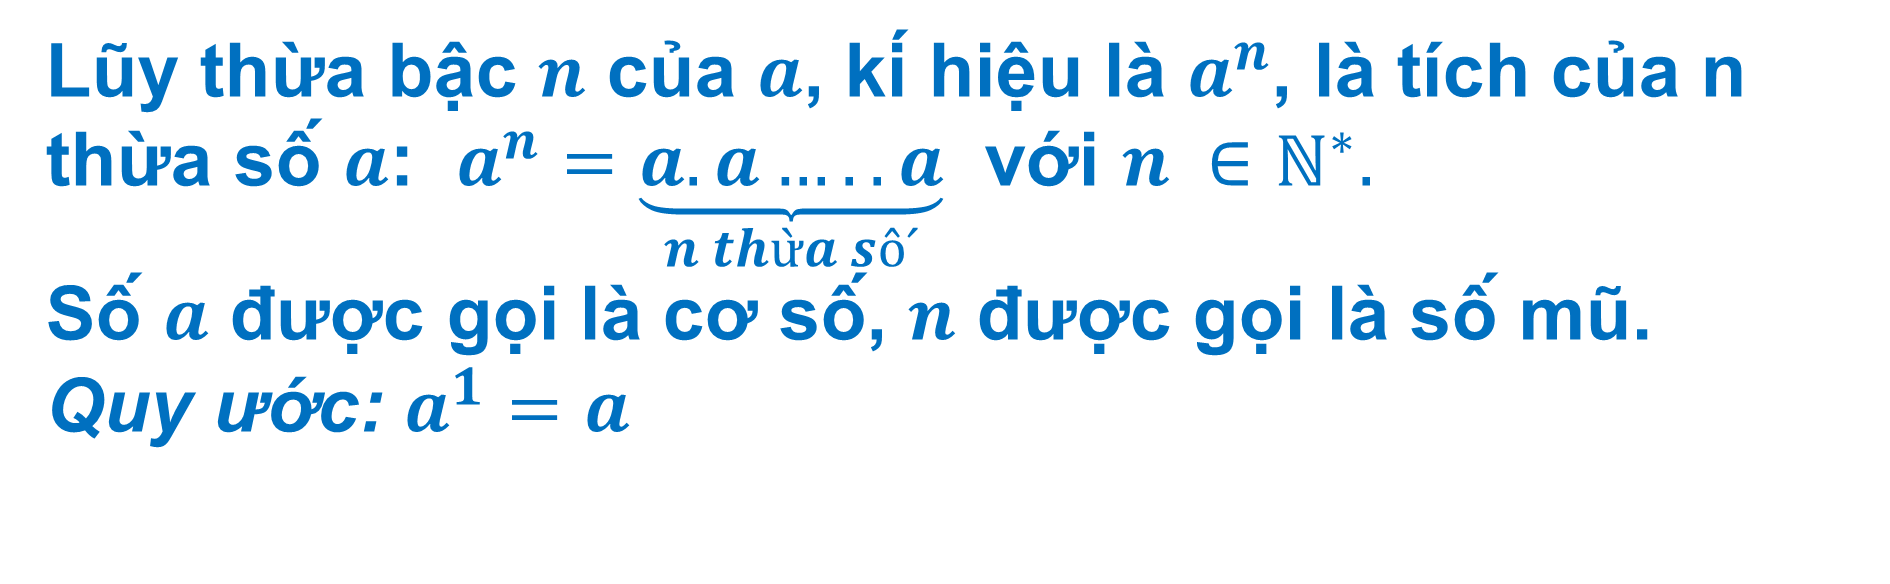 Lũy thừa bậc n của a, kí hiệu là aⁿ, là tích của n
thừa số a: aⁿ = a. a ... . . a với n ∈ ℕ*.
n thừa số
Số a được gọi là cơ số, n được gọi là số mũ.
Quy ước: a¹ = a